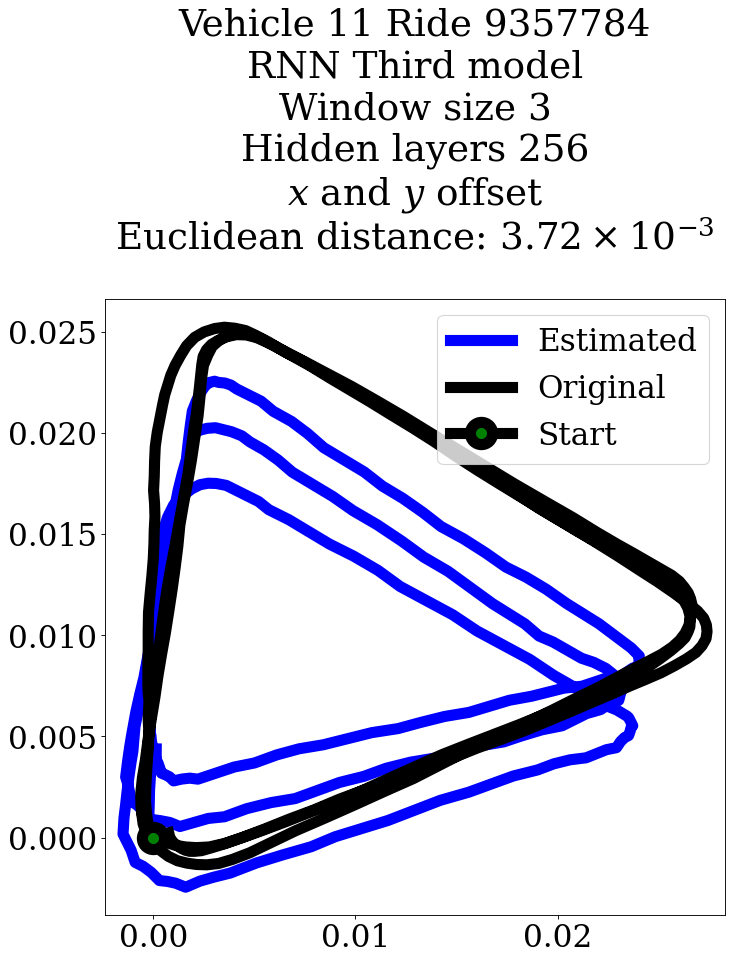 Vehicle 11 Ride 9357784
RNN Third model
Window size 3
Hidden layers 256
x and y offset
Euclidean distance: 3.72 × 10⁻³
Estimated
Original
Start
0.025
0.020
0.015
0.010
0.005
0.000
0.00 0.01 0.02